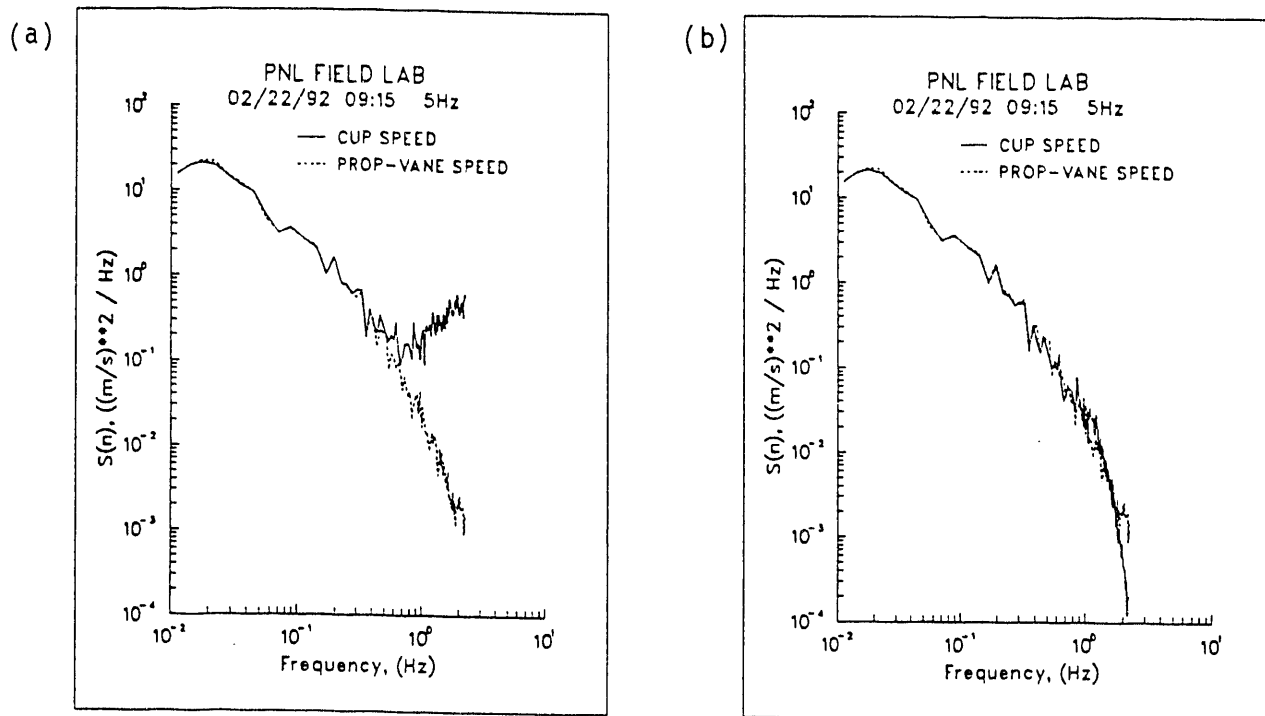 (a)
PNL FIELD LAB
02/22/92 09:15 5Hz
CUP SPEED
PROP-VANE SPEED
10²
10¹
10⁰
10⁻¹
10⁻²
10⁻³
10⁻⁴
S(n), ((m/s)**2 / Hz)
10⁻² 10⁻¹ 10⁰ 10¹
Frequency, (Hz)
(b)
PNL FIELD LAB
02/22/92 09:15 5Hz
CUP SPEED
PROP-VANE SPEED
10²
10¹
10⁰
10⁻¹
10⁻²
10⁻³
10⁻⁴
S(n), ((m/s)**2 / Hz)
10⁻² 10⁻¹ 10⁰ 10¹
Frequency, (Hz)